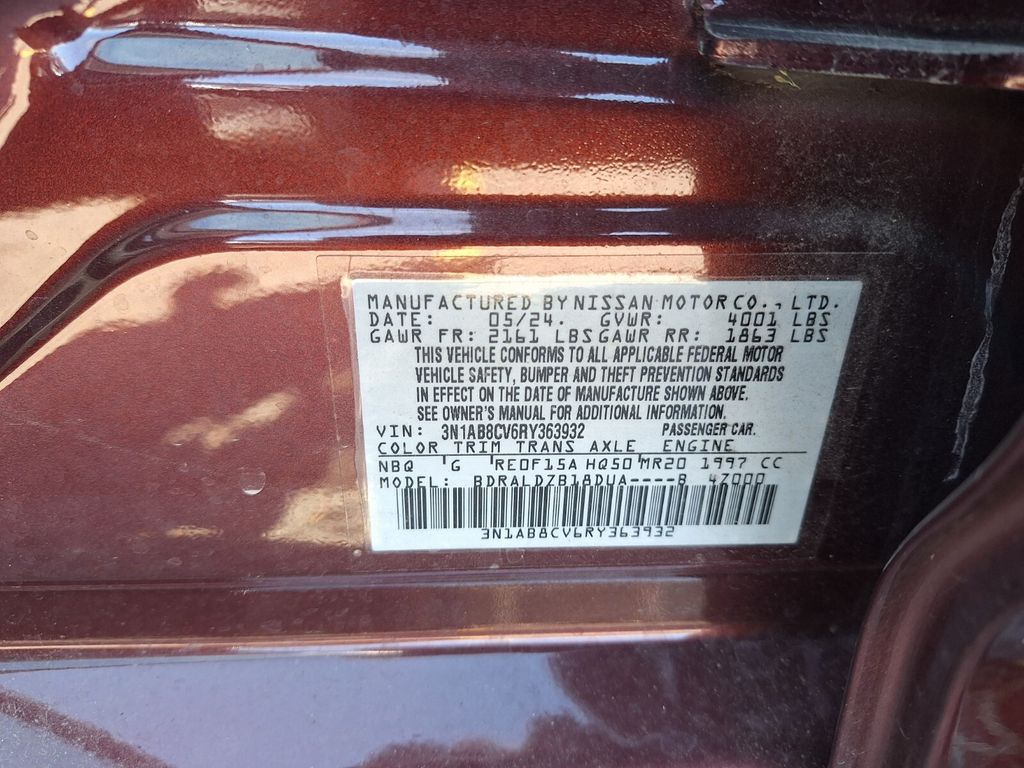 MANUFACTURED BY NISSAN MOTOR CO., LTD.
DATE: 05/24. GVWR: 4001 LBS
GAWR FR: 2161 LBS GAWR RR: 1863 LBS
THIS VEHICLE CONFORMS TO ALL APPLICABLE FEDERAL MOTOR
VEHICLE SAFETY, BUMPER AND THEFT PREVENTION STANDARDS
IN EFFECT ON THE DATE OF MANUFACTURE SHOWN ABOVE.
SEE OWNER'S MANUAL FOR ADDITIONAL INFORMATION.
VIN: 3N1AB8CV6RY363932 PASSENGER CAR.
COLOR TRIM TRANS AXLE ENGINE
NBQ G RE0F15A HQ50 MR20 1997 CC
MODEL: BDRALDZB18DUA----B 47000
3N1AB8CV6RY363932